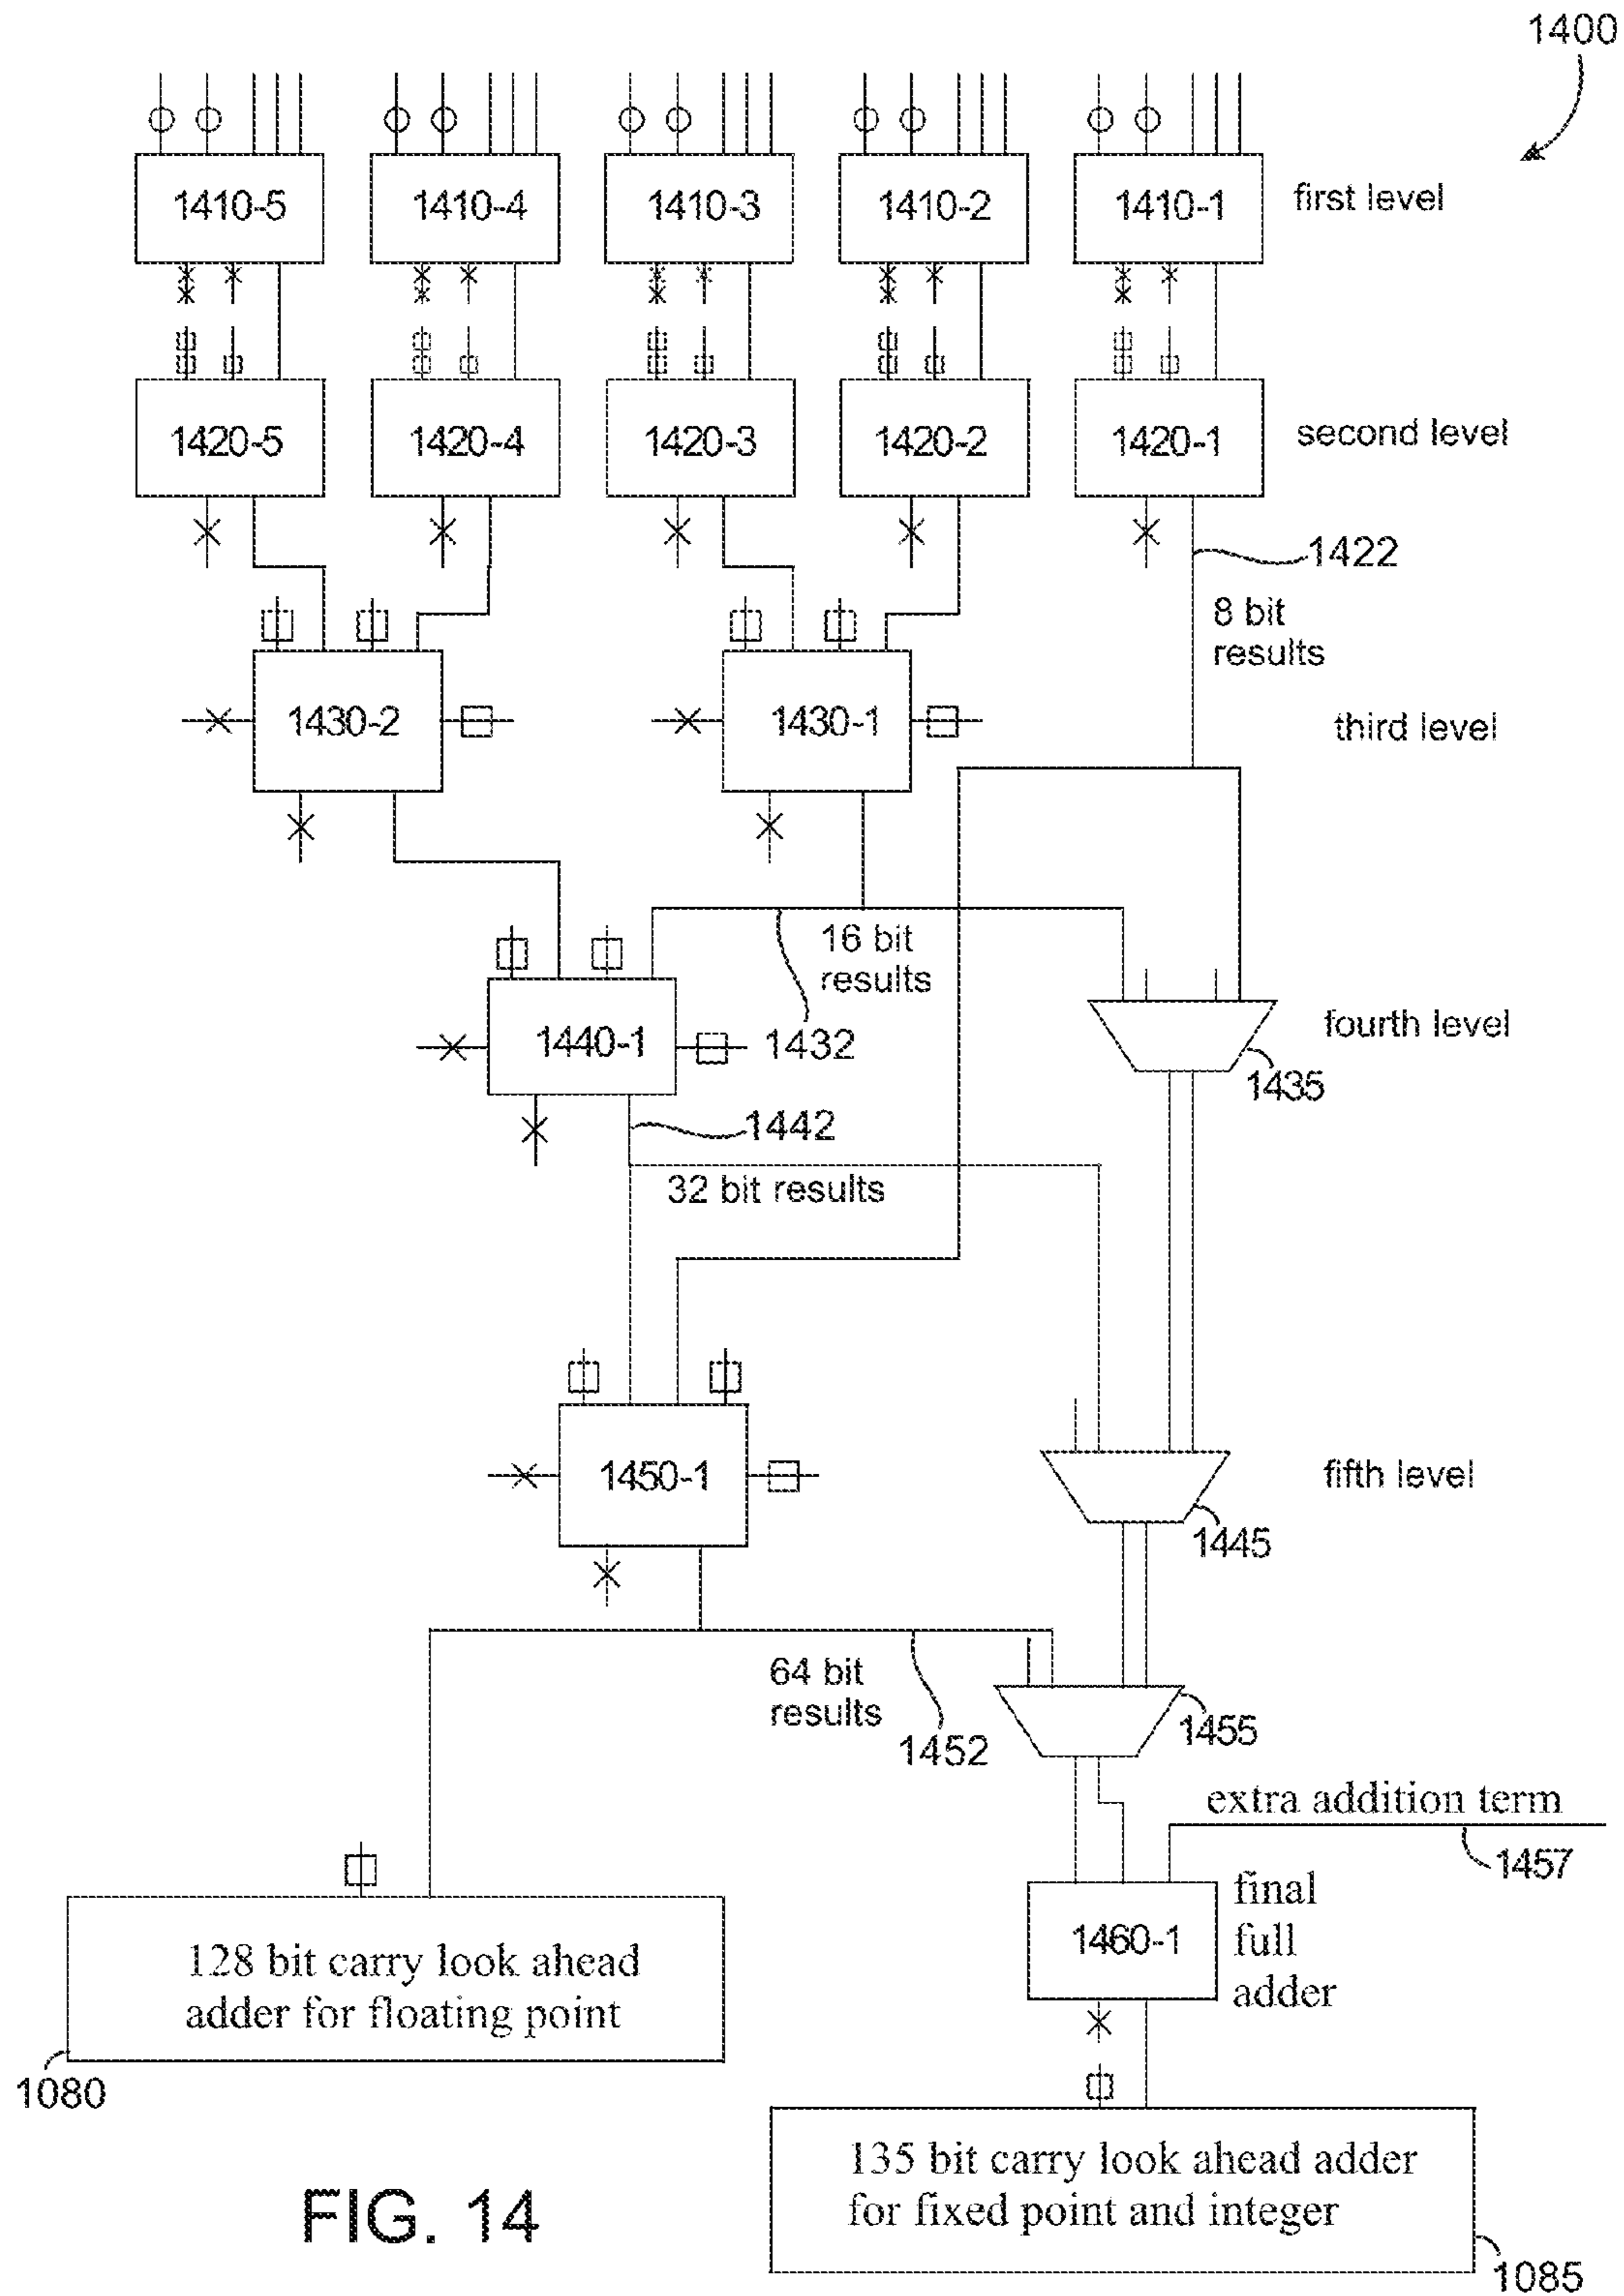 1400
1410-5 1410-4 1410-3 1410-2 1410-1 first level
1420-5 1420-4 1420-3 1420-2 1420-1 second level
1422
8 bit
results
1430-2 1430-1 third level
16 bit
results
1440-1 1432 fourth level
1435
1442
32 bit results
1450-1 fifth level
1445
64 bit
results
1452
1455
extra addition term
1457
1460-1
final
full
adder
128 bit carry look ahead
adder for floating point
1080
135 bit carry look ahead adder
for fixed point and integer
1085
FIG. 14